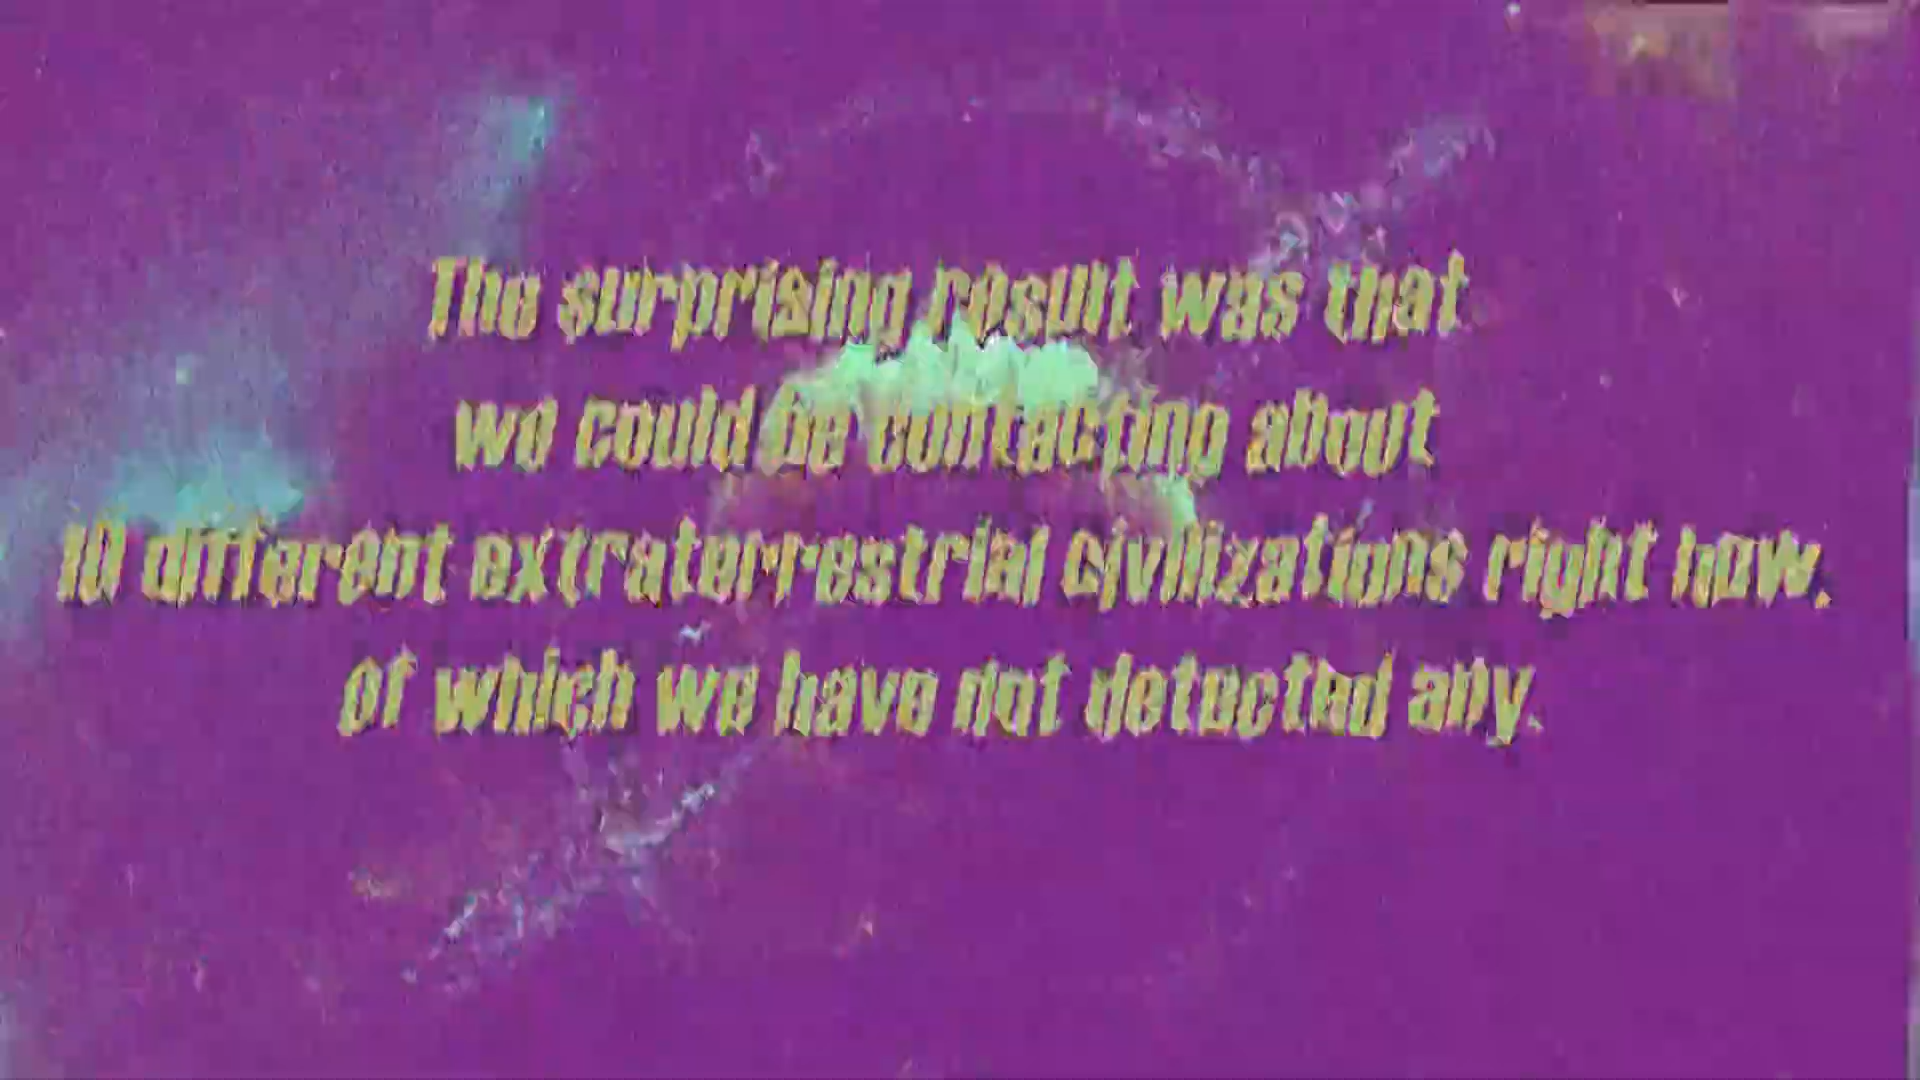 The surprising result was that
we could be contacting about
10 different extraterrestrial civilizations right now.
of which we have not detected any.